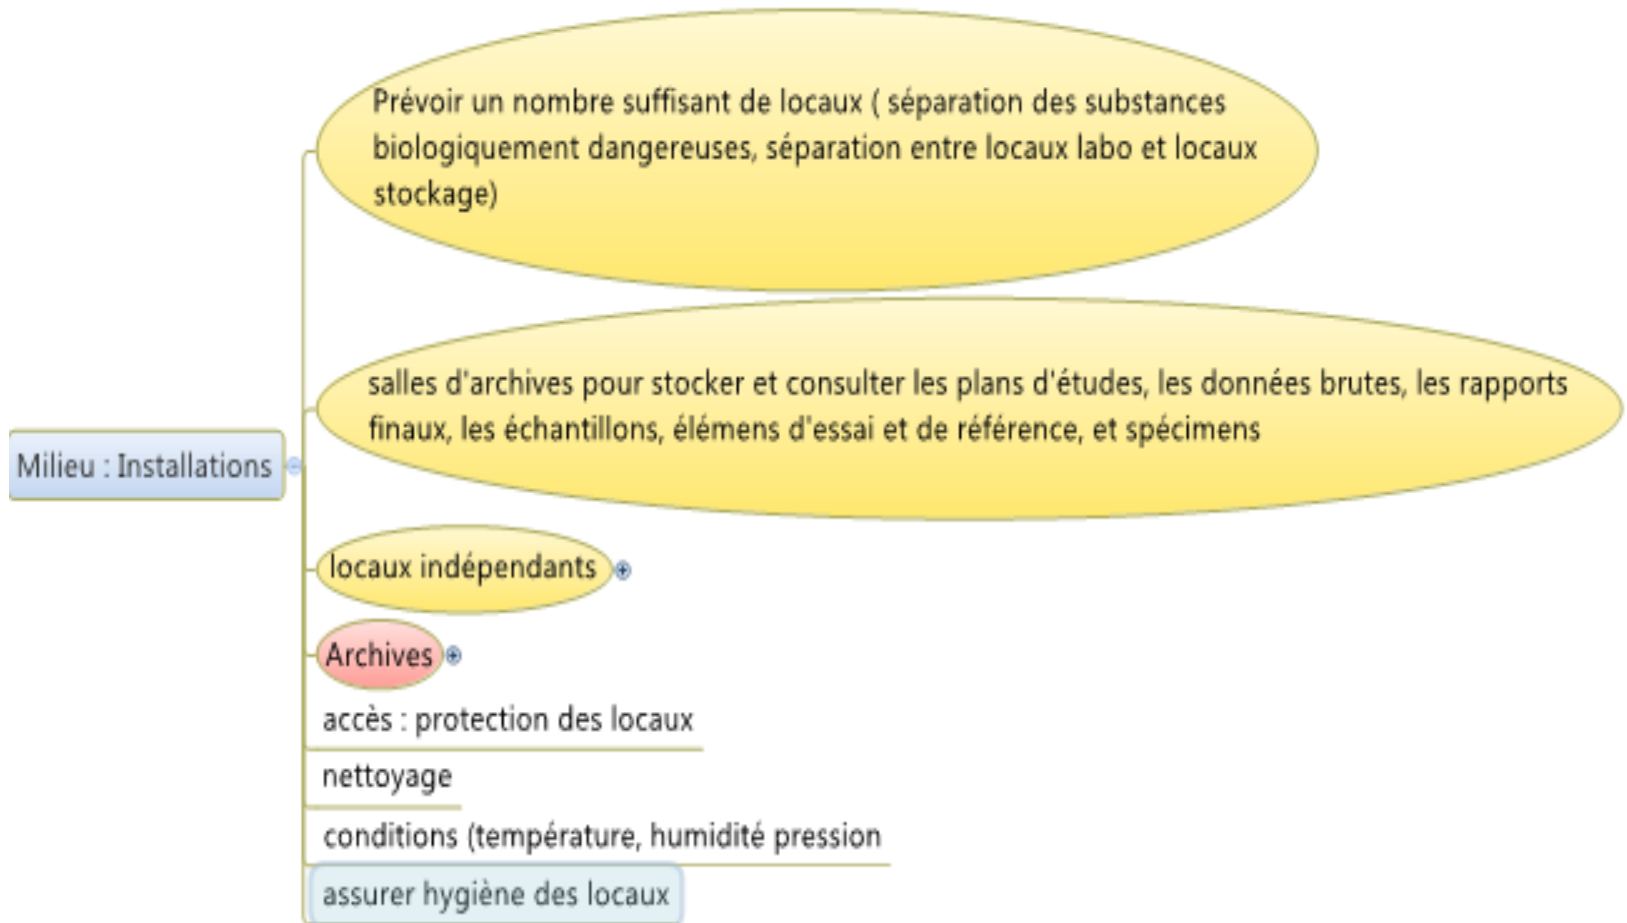 Prévoir un nombre suffisant de locaux ( séparation des substances
biologiquement dangereuses, séparation entre locaux labo et locaux
stockage)
salles d'archives pour stocker et consulter les plans d'études, les données brutes, les rapports
finaux, les échantillons, élémens d'essai et de référence, et spécimens
Milieu : Installations
locaux indépendants
Archives
accès : protection des locaux
nettoyage
conditions (température, humidité pression
assurer hygiène des locaux